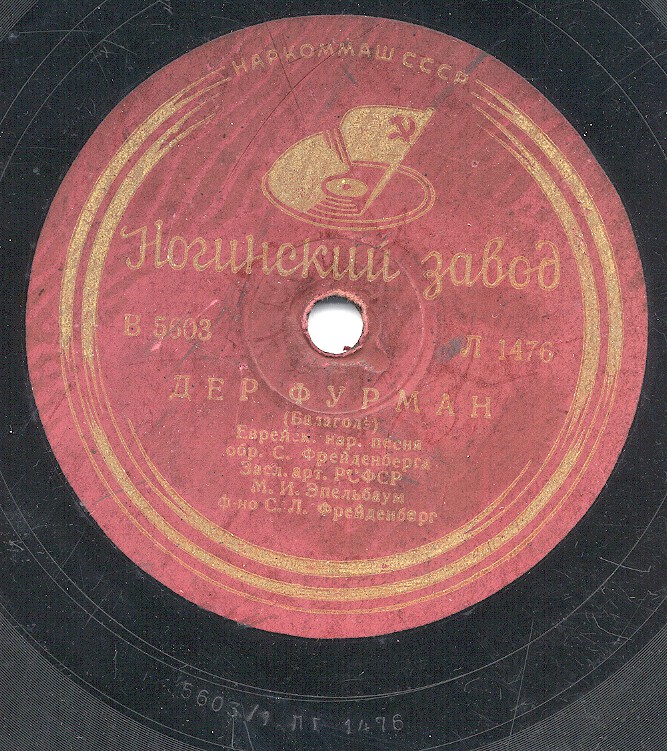 НАРКОММАШ СССР
Ногинский завод
В 5603
Л 1476
ДЕР ФУРМАН
(Балаголэ)
Еврейск. нар. песня
обр. С. Фрейденберга
Засл. арт. РСФСР
М. И. Эпельбаум
ф-но С. Л. Фрейденберг
5603/1 ЛГ 1476